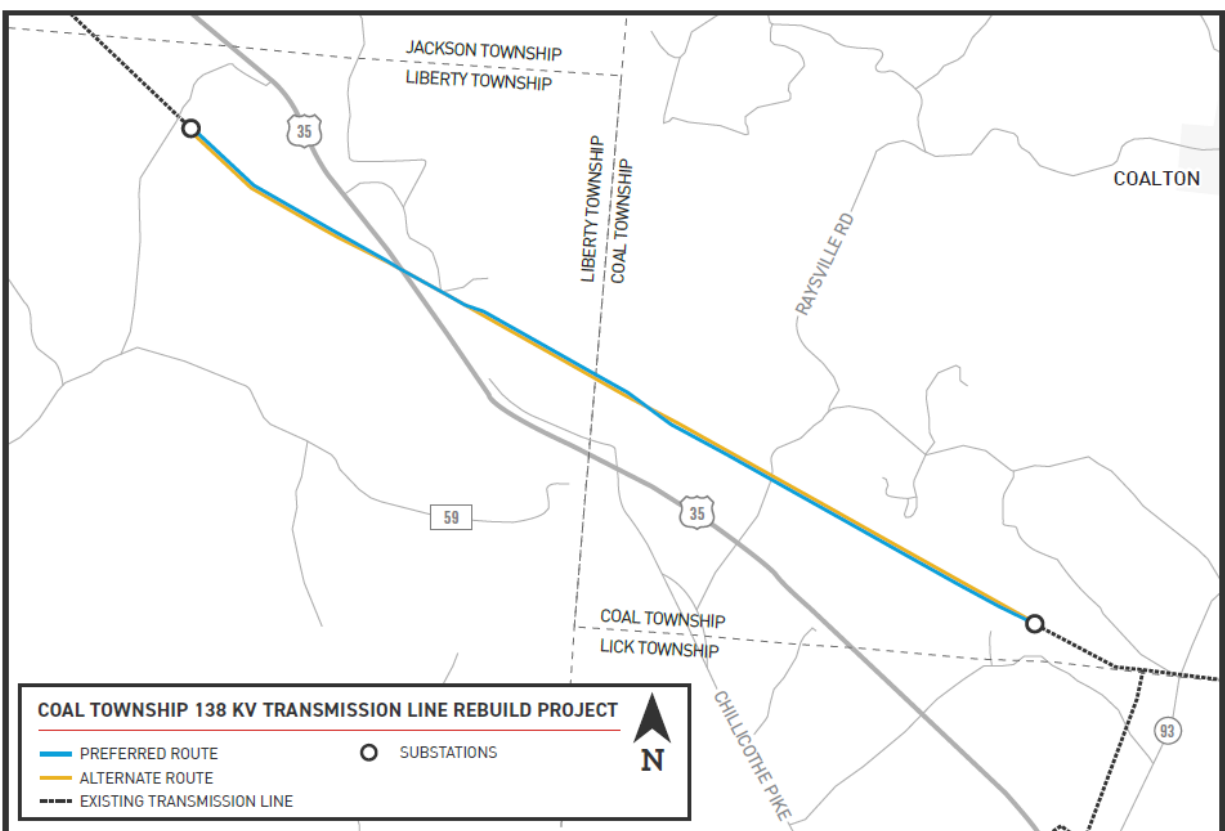 JACKSON TOWNSHIP
LIBERTY TOWNSHIP
35
LIBERTY TOWNSHIP
COAL TOWNSHIP
COALTON
RAYSVILLE RD
59
35
COAL TOWNSHIP
LICK TOWNSHIP
CHILLICOTHE PIKE
93
COAL TOWNSHIP 138 KV TRANSMISSION LINE REBUILD PROJECT
PREFERRED ROUTE
SUBSTATIONS
ALTERNATE ROUTE
EXISTING TRANSMISSION LINE
N